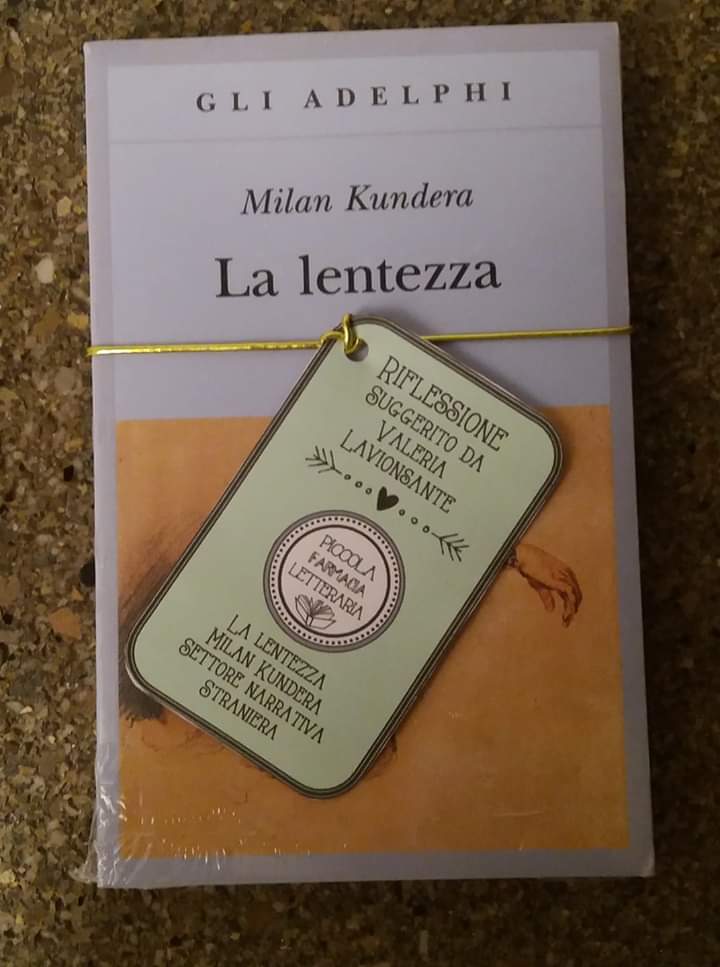 GLI ADELPHI
Milan Kundera
La lentezza
RIFLESSIONE
SUGGERITO DA
VALERIA
LAVIONSANTE
PICCOLA
FARMACIA
LETTERARIA
LA LENTEZZA
MILAN KUNDERA
SETTORE NARRATIVA
STRANIERA